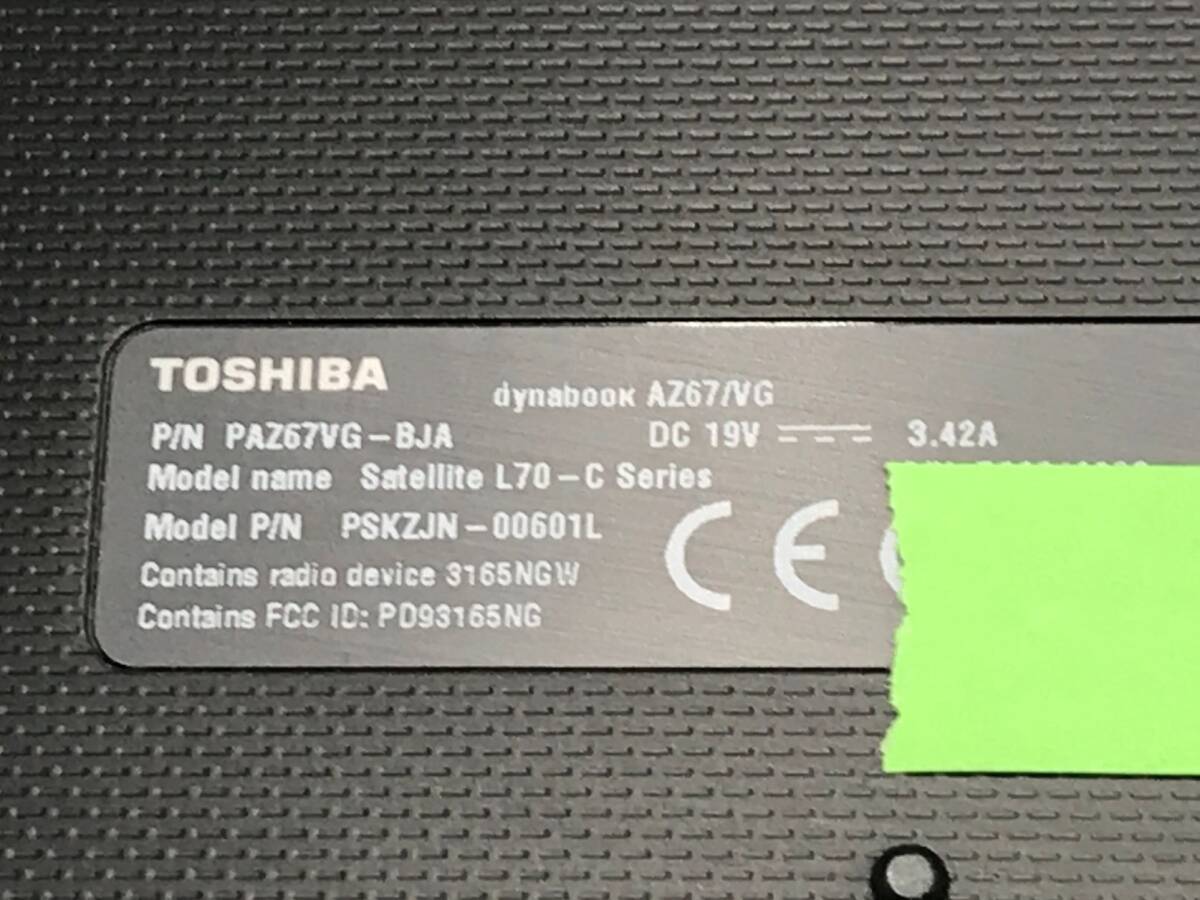 TOSHIBA dynabook AZ67/VG
P/N PAZ67VG-BJA DC 19V 3.42A
Model name Satellite L70-C Series
Model P/N PSKZJN-00601L
CE
Contains radio device 3165NGW
Contains FCC ID: PD93165NG